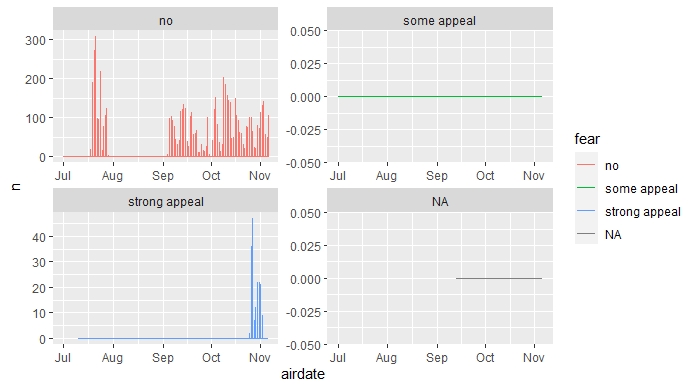 no
some appeal
300
200
100
0
0.050
0.025
0.000
-0.025
-0.050
Jul Aug Sep Oct Nov
Jul Aug Sep Oct Nov
n
strong appeal
NA
40
30
20
10
0
0.050
0.025
0.000
-0.025
-0.050
Jul Aug Sep Oct Nov
Jul Aug Sep Oct Nov
airdate
fear
no
some appeal
strong appeal
NA